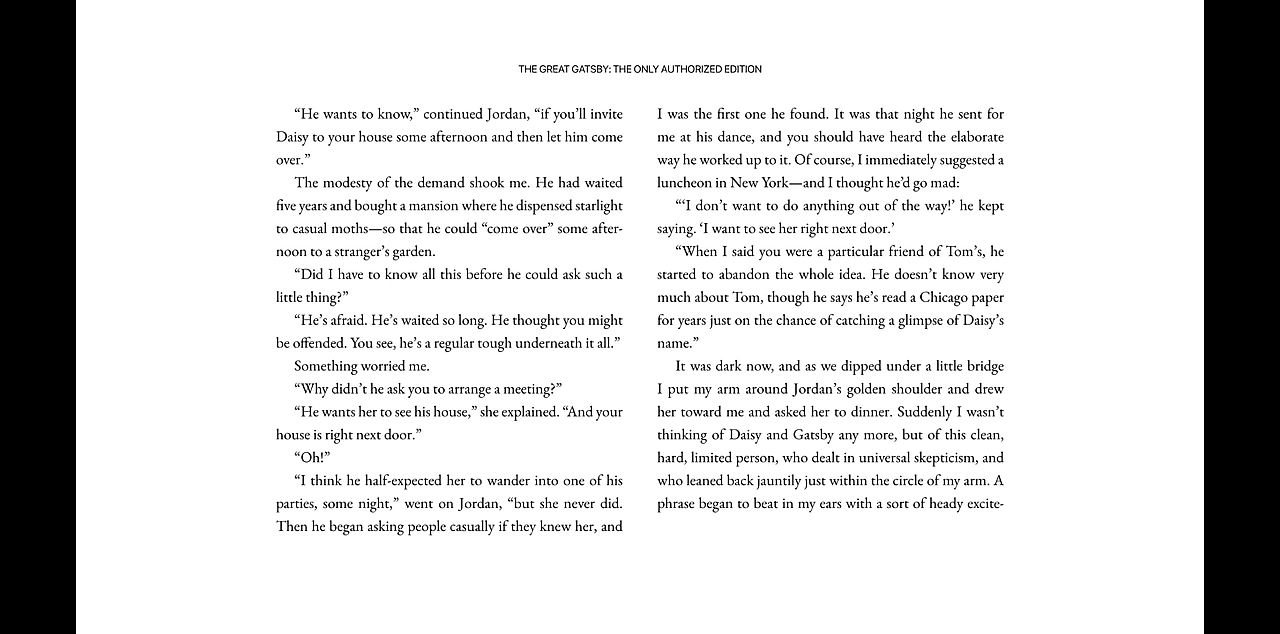 THE GREAT GATSBY: THE ONLY AUTHORIZED EDITION
“He wants to know,” continued Jordan, “if you’ll invite
Daisy to your house some afternoon and then let him come
over.”
The modesty of the demand shook me. He had waited
five years and bought a mansion where he dispensed starlight
to casual moths—so that he could “come over” some after-
noon to a stranger’s garden.
“Did I have to know all this before he could ask such a
little thing?”
“He’s afraid. He’s waited so long. He thought you might
be offended. You see, he’s a regular tough underneath it all.”
Something worried me.
“Why didn’t he ask you to arrange a meeting?”
“He wants her to see his house,” she explained. “And your
house is right next door.”
“Oh!”
“I think he half-expected her to wander into one of his
parties, some night,” went on Jordan, “but she never did.
Then he began asking people casually if they knew her, and
I was the first one he found. It was that night he sent for
me at his dance, and you should have heard the elaborate
way he worked up to it. Of course, I immediately suggested a
luncheon in New York—and I thought he’d go mad:
“‘I don’t want to do anything out of the way!’ he kept
saying. ‘I want to see her right next door.’
“When I said you were a particular friend of Tom’s, he
started to abandon the whole idea. He doesn’t know very
much about Tom, though he says he’s read a Chicago paper
for years just on the chance of catching a glimpse of Daisy’s
name.”
It was dark now, and as we dipped under a little bridge
I put my arm around Jordan’s golden shoulder and drew
her toward me and asked her to dinner. Suddenly I wasn’t
thinking of Daisy and Gatsby any more, but of this clean,
hard, limited person, who dealt in universal skepticism, and
who leaned back jauntily just within the circle of my arm. A
phrase began to beat in my ears with a sort of heady excite-